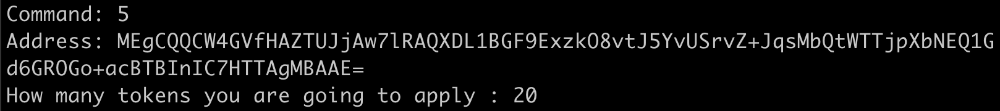 Command: 5
Address: MEgCQQCW4GVfHAZTUJjAw7lRAQXDL1BGF9ExzkO8vtJ5YvUSrvZ+JqsMbQtWTTjpXbNEQ1G
d6GROGo+acBTBInIC7HTTAgMBAAE=
How many tokens you are going to apply : 20